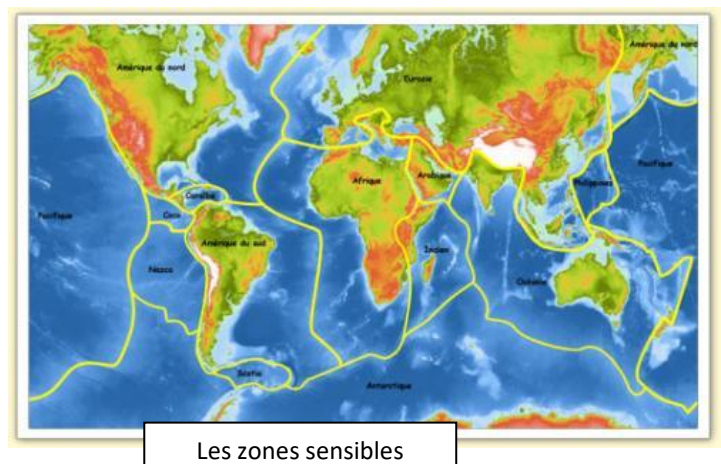 Amérique du nord
Amérique du nord
Eurasie
Pacifique
Caraïbe
Coco
Afrique
Arabique
Philippines
Pacifique
Amérique du sud
Nazca
Indien
Océanie
Scotia
Antarctique
Les zones sensibles